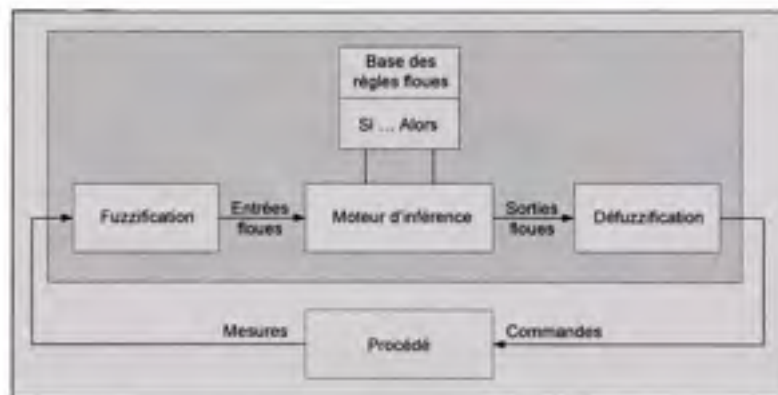 Base des
règles floues
Si ... Alors
Fuzzification
Entrées
floues
Moteur d'inférence
Sorties
floues
Défuzzification
Mesures
Procédé
Commandes